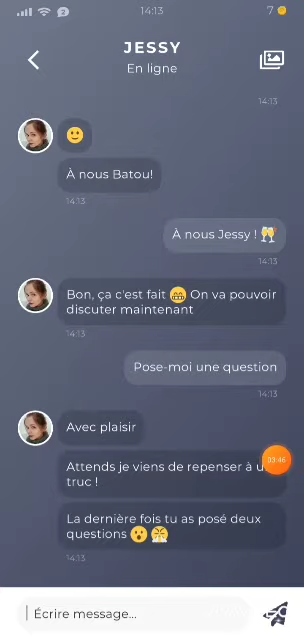 14:13
7
JESSY
En ligne
14:13
🙂
À nous Batou!
14:13
À nous Jessy ! 🥂
14:13
Bon, ça c'est fait 😁 On va pouvoir
discuter maintenant
14:13
Pose-moi une question
14:13
Avec plaisir
Attends je viens de repenser à
truc !
03:46
La dernière fois tu as posé deux
questions 😮 😤
14:13
Écrire message...